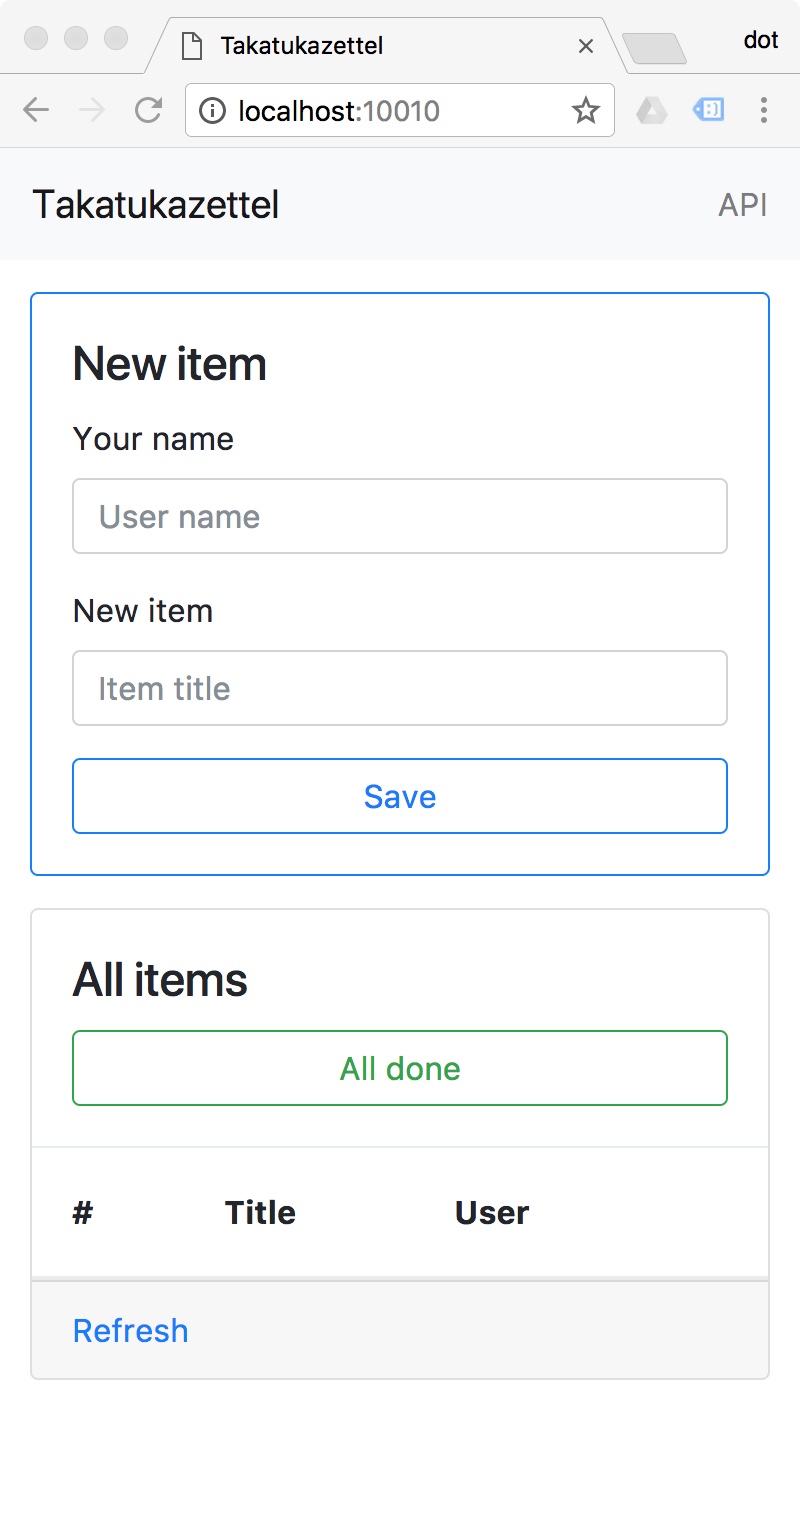 Takatukazettel
dot
localhost:10010
Takatukazettel
API
New item
Your name
User name
New item
Item title
Save
All items
All done
# Title User
Refresh